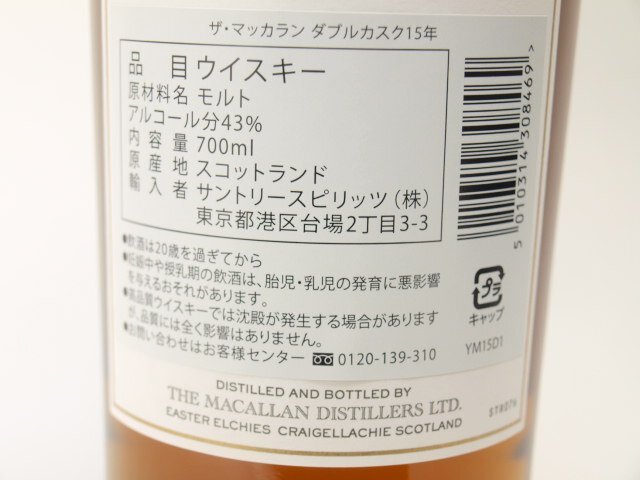 ザ・マッカラン ダブルカスク15年
品目 ウイスキー
原材料名 モルト
アルコール分43%
内容量 700ml
原産地 スコットランド
輸入者 サントリースピリッツ(株)
東京都港区台場2丁目3-3
●飲酒は20歳を過ぎてから
●妊娠中や授乳期の飲酒は、胎児・乳児の発育に悪影響
を与えるおそれがあります。
●高品質ウイスキーでは沈殿が発生する場合があります
が、品質には全く影響はありません。
●お問い合わせはお客様センター 0120-139-310
5 010314 308469 >
プラ
キャップ
YM15D1
DISTILLED AND BOTTLED BY
THE MACALLAN DISTILLERS LTD.
EASTER ELCHIES CRAIGELLACHIE SCOTLAND